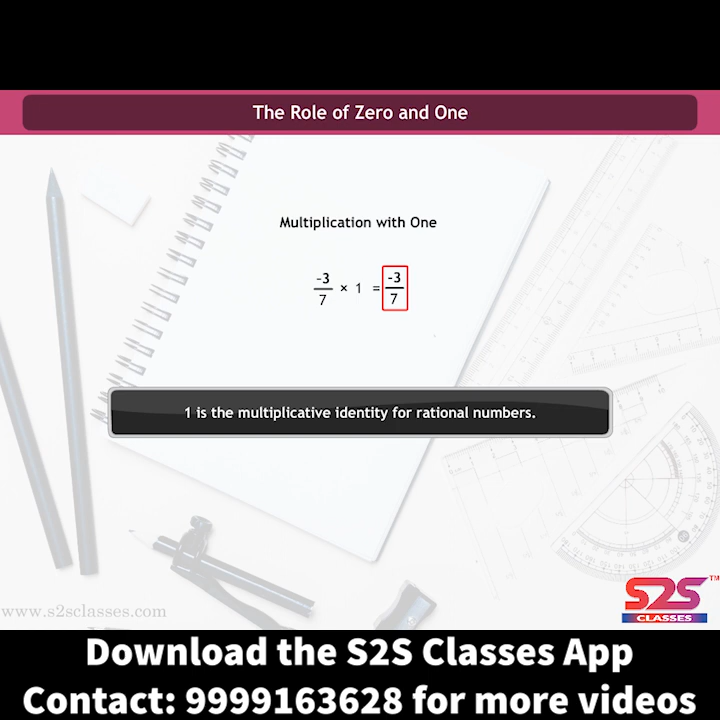 The Role of Zero and One
Multiplication with One
-3/7 × 1 = -3/7
1 is the multiplicative identity for rational numbers.
www.s2sclasses.com
S2S TM
CLASSES
Download the S2S Classes App
Contact: 9999163628 for more videos